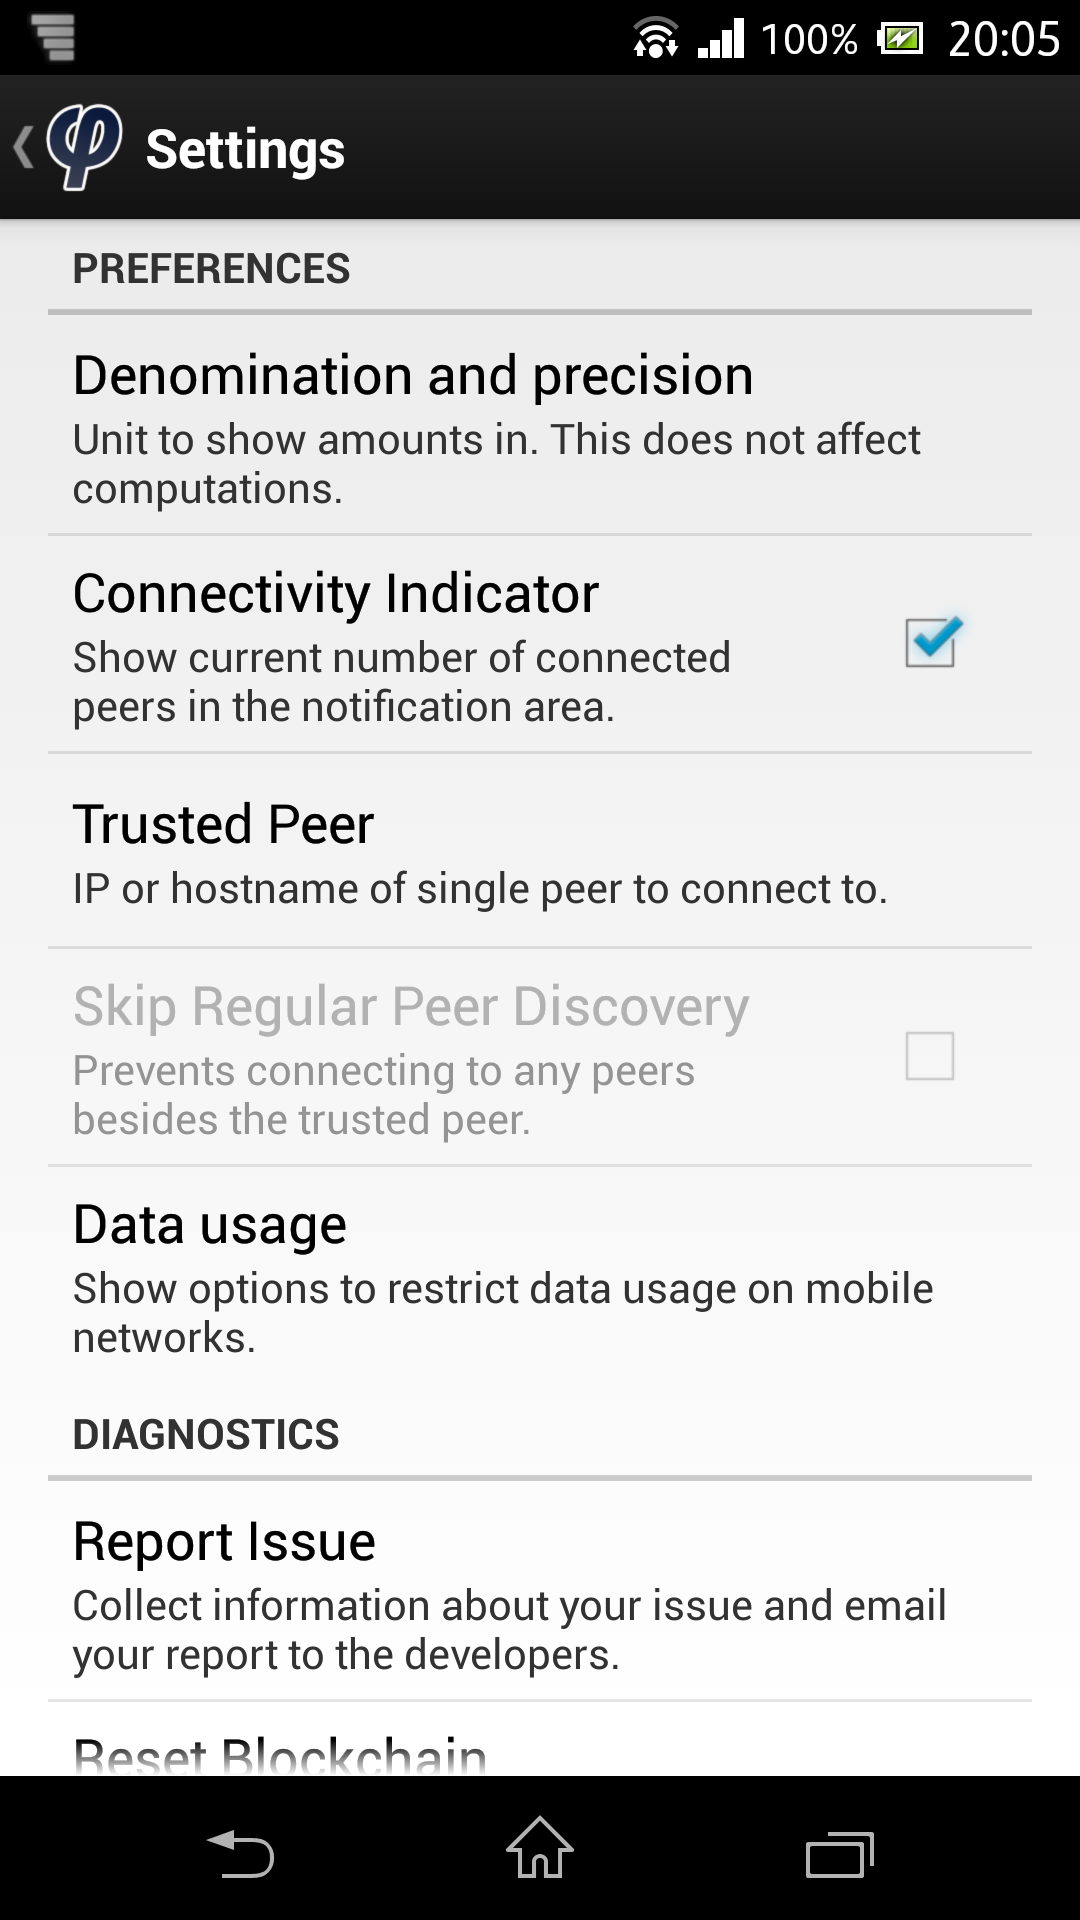 100% 20:05
φ Settings
PREFERENCES
Denomination and precision
Unit to show amounts in. This does not affect
computations.
Connectivity Indicator
Show current number of connected
peers in the notification area.
Trusted Peer
IP or hostname of single peer to connect to.
Skip Regular Peer Discovery
Prevents connecting to any peers
besides the trusted peer.
Data usage
Show options to restrict data usage on mobile
networks.
DIAGNOSTICS
Report Issue
Collect information about your issue and email
your report to the developers.
Reset Blockchain